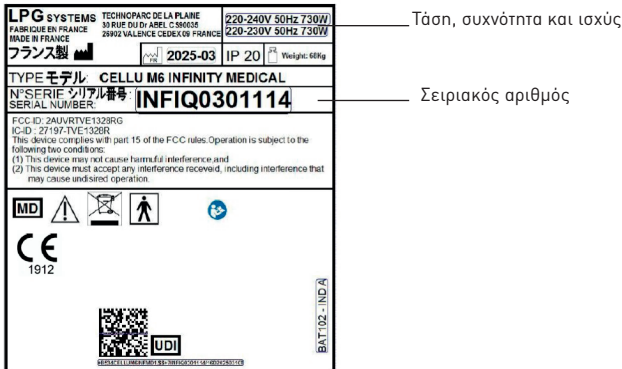 LPG SYSTEMS
FABRIQUE EN FRANCE
MADE IN FRANCE
フランス製
TECHNOPARC DE LA PLAINE
30 RUE DU Dr ABEL CS90035
26902 VALENCE CEDEX 09 FRANCE
220-240V 50Hz 730W
220-230V 50Hz 730W
Τάση, συχνότητα και ισχύς
FR
2025-03
IP 20
Weight: 68Kg
TYPE モデル: CELLU M6 INFINITY MEDICAL
N°SERIE シリアル番号:
SERIAL NUMBER:
INFIQ0301114
Σειριακός αριθμός
FCC-ID: 2AUVRTVE1328RG
IC-ID : 27197-TVE1328R
This device complies with part 15 of the FCC rules.Operation is subject to the
following two conditions:
(1) This device may not cause harmuful interference,and
(2) This device must accept any interference receveid, including interference that
may cause undisired operation.
MD
CE
1912
BAT102 - IND A
UDI